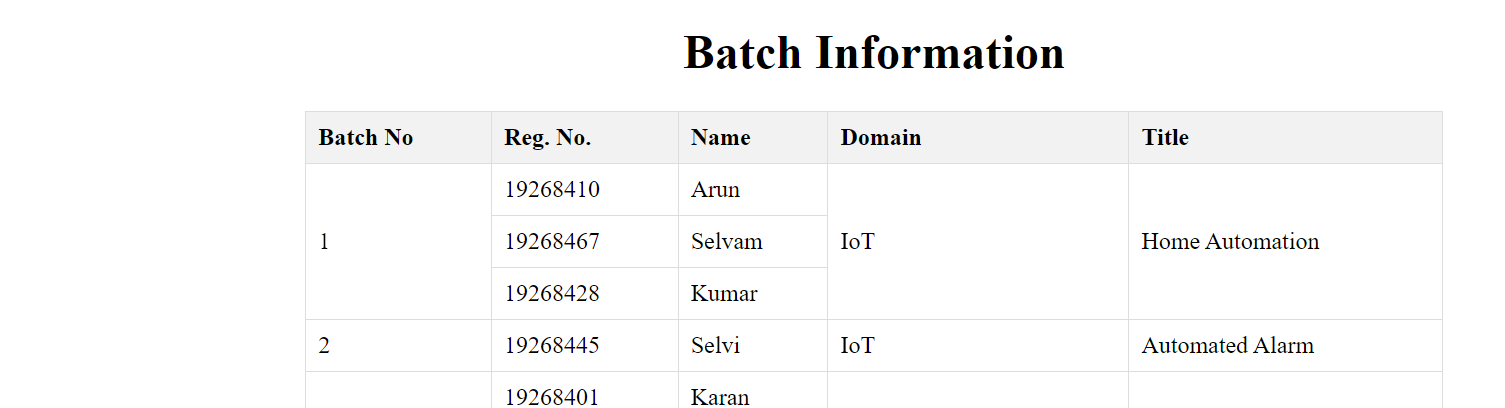 Batch Information
Batch No Reg. No. Name Domain Title
19268410 Arun
1 19268467 Selvam IoT Home Automation
19268428 Kumar
2 19268445 Selvi IoT Automated Alarm
19268401 Karan